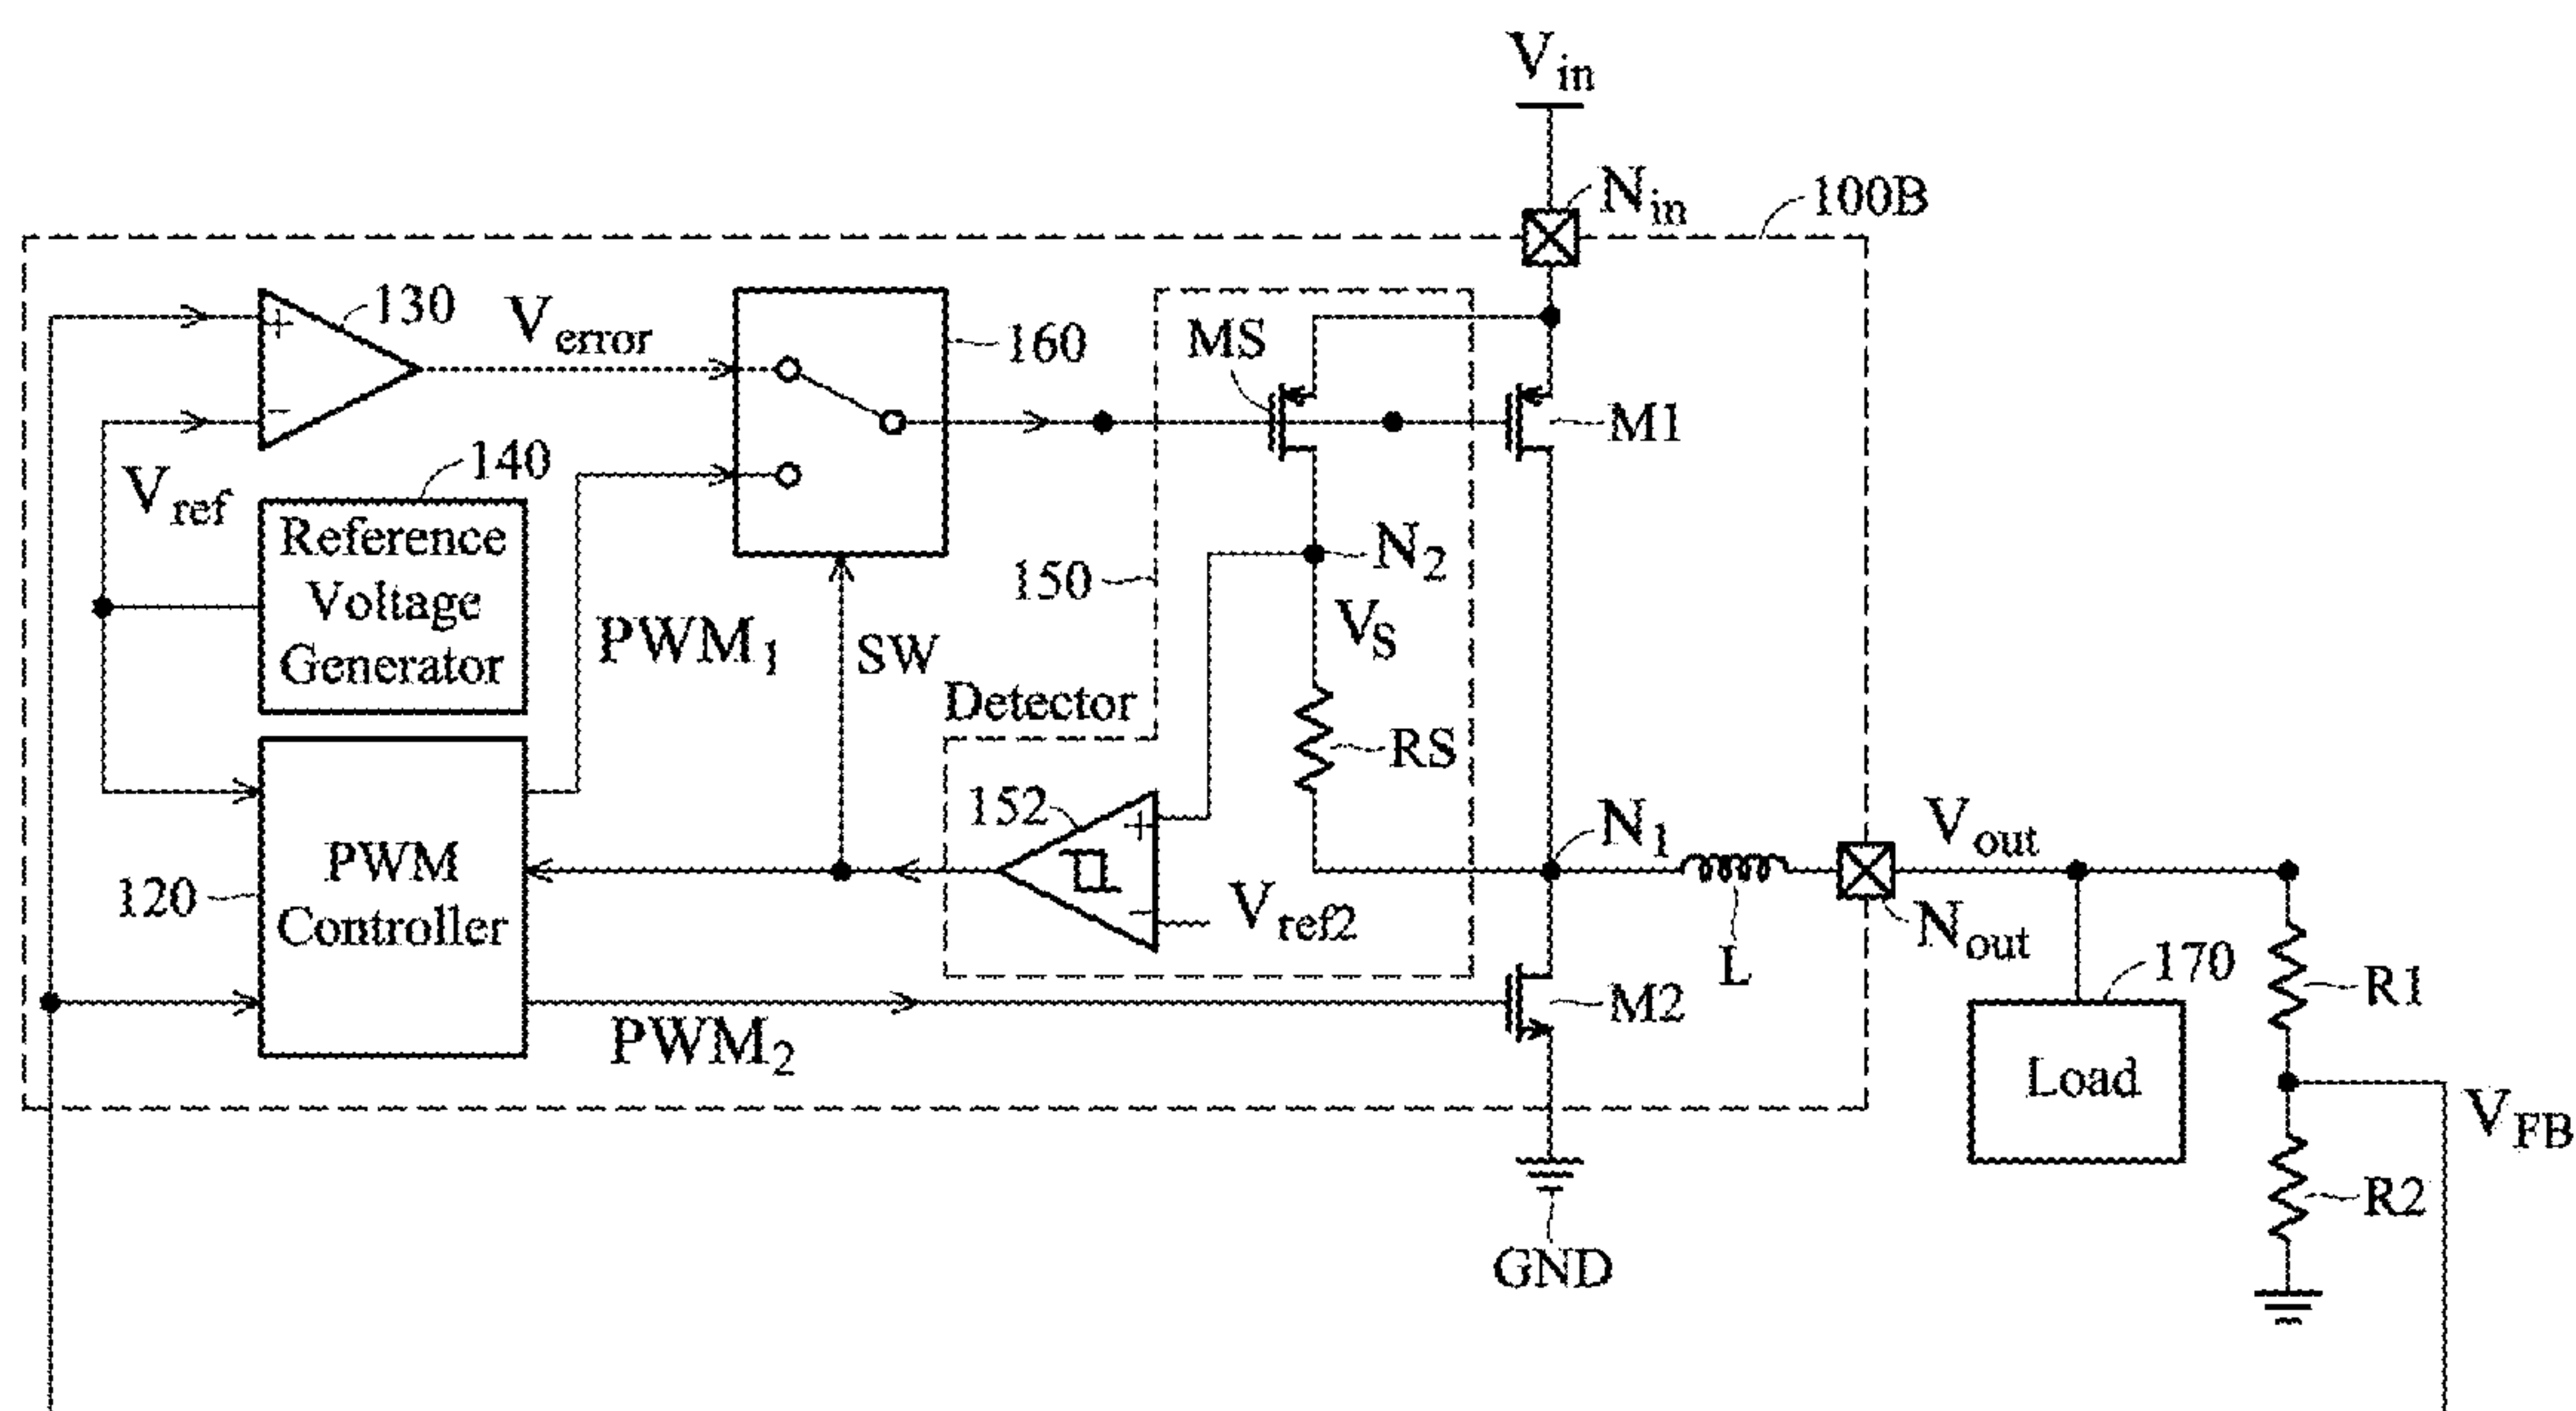 Vin
Nin
100B
130
Verror
160
MS
M1
Vref
140
Reference
Voltage
Generator
150
N2
VS
PWM1
SW
Detector
RS
152
N1
Vout
PWM
Controller
120
Vref2
L
Nout
170
R1
M2
PWM2
Load
VFB
R2
GND
+
−
+
−